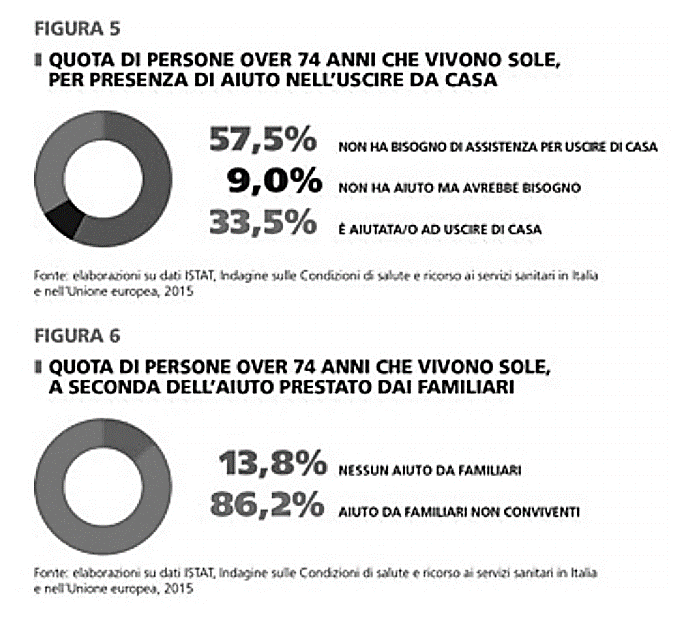 FIGURA 5
QUOTA DI PERSONE OVER 74 ANNI CHE VIVONO SOLE,
PER PRESENZA DI AIUTO NELL'USCIRE DA CASA
57,5% NON HA BISOGNO DI ASSISTENZA PER USCIRE DI CASA
9,0% NON HA AIUTO MA AVREBBE BISOGNO
33,5% È AIUTATA/O AD USCIRE DI CASA
Fonte: elaborazioni su dati ISTAT, Indagine sulle Condizioni di salute e ricorso ai servizi sanitari in Italia
e nell'Unione europea, 2015
FIGURA 6
QUOTA DI PERSONE OVER 74 ANNI CHE VIVONO SOLE,
A SECONDA DELL'AIUTO PRESTATO DAI FAMILIARI
13,8% NESSUN AIUTO DA FAMILIARI
86,2% AIUTO DA FAMILIARI NON CONVIVENTI
Fonte: elaborazioni su dati ISTAT, Indagine sulle Condizioni di salute e ricorso ai servizi sanitari in Italia
e nell'Unione europea, 2015